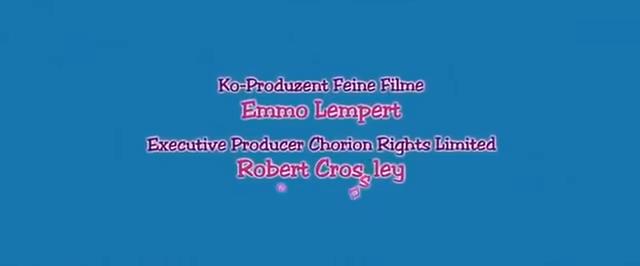 Ko-Produzent Feine Filme
Emmo Lempert
Executive Producer Chorion Rights Limited
Robert Crossley